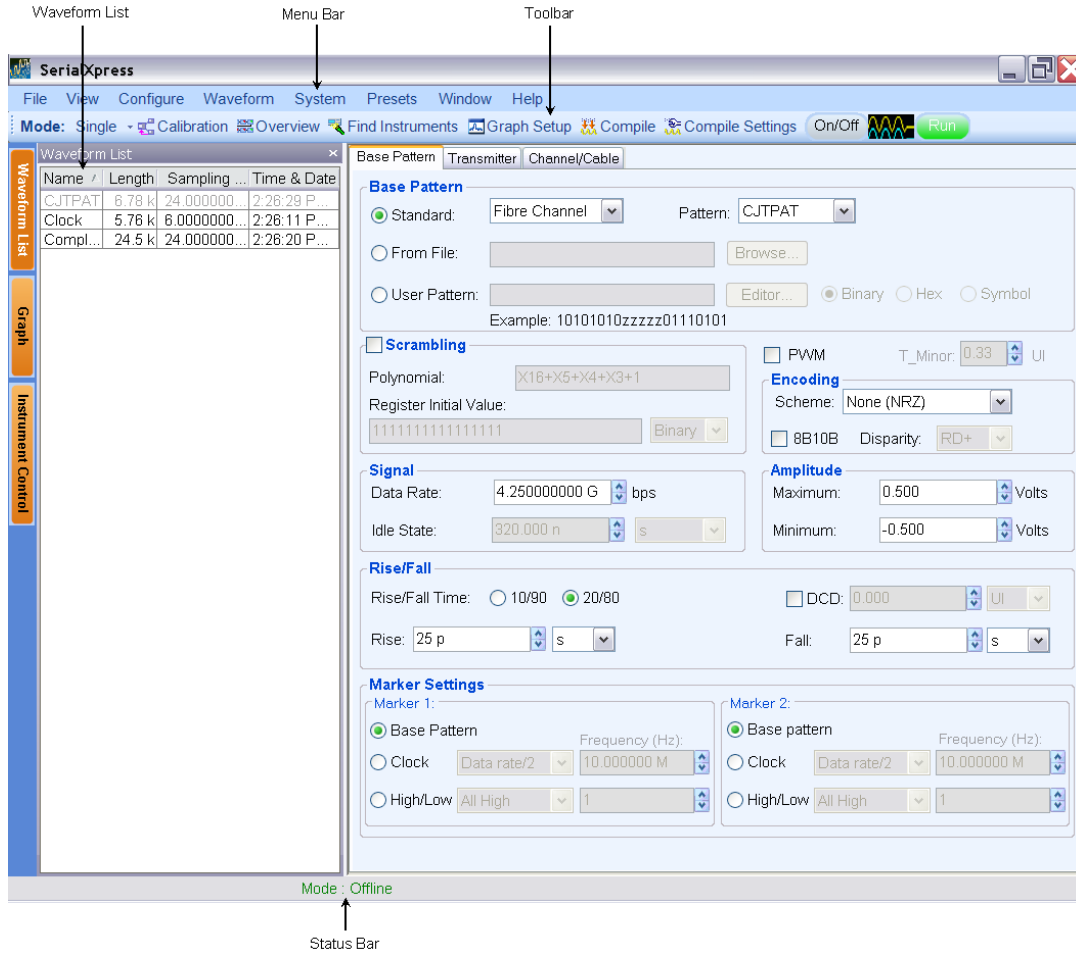 Waveform List Menu Bar Toolbar
SerialXpress
File View Configure Waveform System Presets Window Help
Mode: Single Calibration Overview Find Instruments Graph Setup Compile Compile Settings On/Off Run
Waveform List
Graph
Instrument Control
Waveform List ×
Name / Length Sampling ... Time & Date
CJTPAT 6.78 k 24.000000... 2:26:29 P...
Clock 5.76 k 6.0000000... 2:26:11 P...
Compl... 24.5 k 24.000000... 2:26:20 P...
Base Pattern Transmitter Channel/Cable
Base Pattern
Standard: Fibre Channel Pattern: CJTPAT
From File: Browse...
User Pattern: Editor... Binary Hex Symbol
Example: 10101010zzzzz01110101
Scrambling
Polynomial: X16+X5+X4+X3+1
Register Initial Value:
1111111111111111 Binary
PWM T_Minor: 0.33 UI
Encoding
Scheme: None (NRZ)
8B10B Disparity: RD+
Signal
Data Rate: 4.250000000 G bps
Idle State: 320.000 n s
Amplitude
Maximum: 0.500 Volts
Minimum: -0.500 Volts
Rise/Fall
Rise/Fall Time: 10/90 20/80 DCD: 0.000 UI
Rise: 25 p s Fall: 25 p s
Marker Settings
Marker 1:
Base Pattern
Frequency (Hz):
Clock Data rate/2 10.000000 M
High/Low All High 1
Marker 2:
Base pattern
Frequency (Hz):
Clock Data rate/2 10.000000 M
High/Low All High 1
Mode : Offline
Status Bar